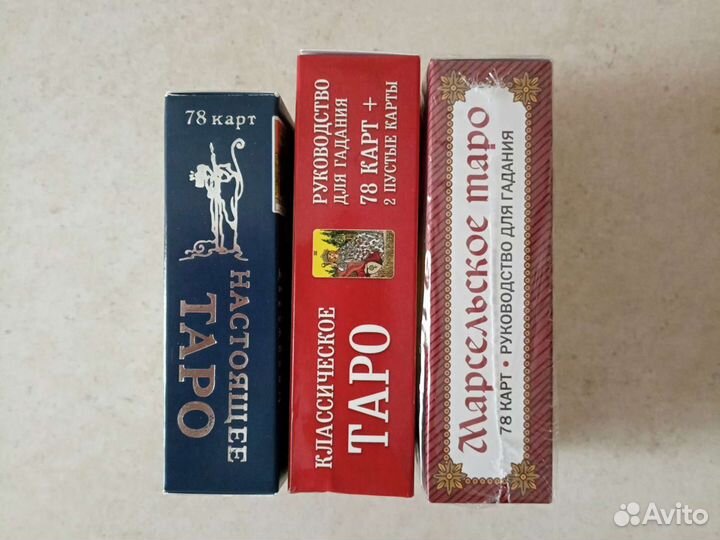 78 карт
НАСТОЯЩЕЕ
ТАРО
КЛАССИЧЕСКОЕ
ТАРО
РУКОВОДСТВО
ДЛЯ ГАДАНИЯ
78 КАРТ +
2 ПУСТЫЕ КАРТЫ
Марсельское таро
78 КАРТ • РУКОВОДСТВО ДЛЯ ГАДАНИЯ
Avito